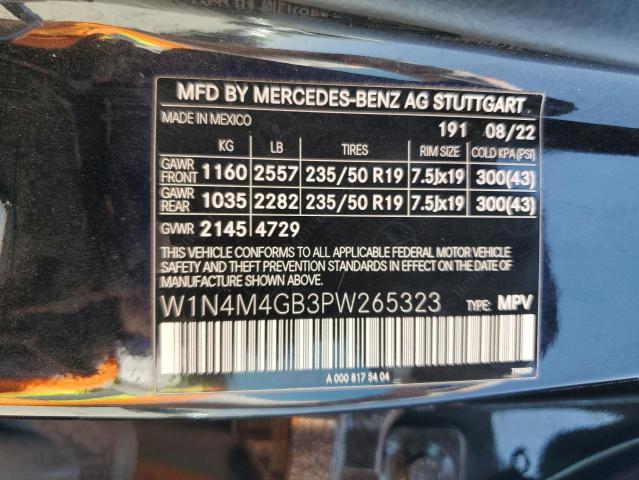 MFD BY MERCEDES-BENZ AG STUTTGART
MADE IN MEXICO 191 08/22
KG LB TIRES RIM SIZE COLD KPA(PSI)
GAWR FRONT 1160 2557 235/50 R19 7.5Jx19 300(43)
GAWR REAR 1035 2282 235/50 R19 7.5Jx19 300(43)
GVWR 2145 4729
THIS VEHICLE CONFORMS TO ALL APPLICABLE FEDERAL MOTOR VEHICLE
SAFETY AND THEFT PREVENTION STANDARDS IN EFFECT ON THE DATE OF
MANUFACTURE SHOWN ABOVE.
W1N4M4GB3PW265323 TYPE: MPV
A 000 817 54 04